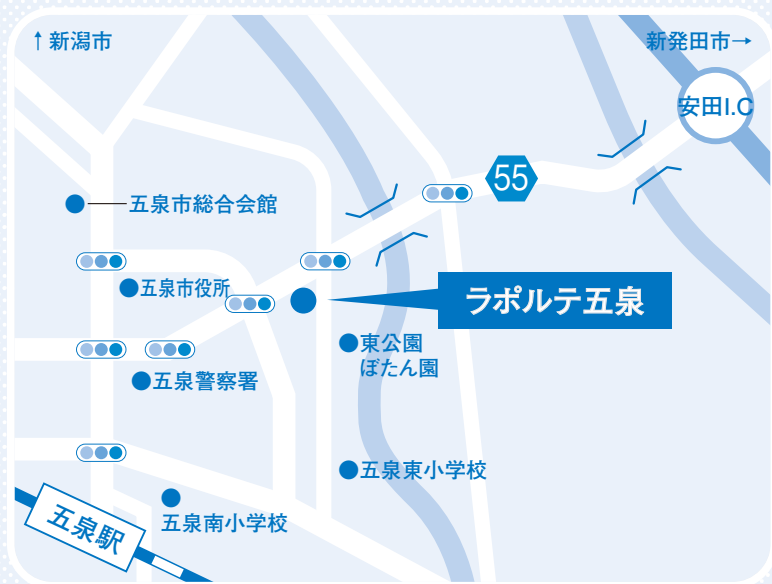 ↑新潟市
新発田市→
安田I.C
55
五泉市総合会館
五泉市役所
ラポルテ五泉
東公園
ぼたん園
五泉警察署
五泉東小学校
五泉南小学校
五泉駅